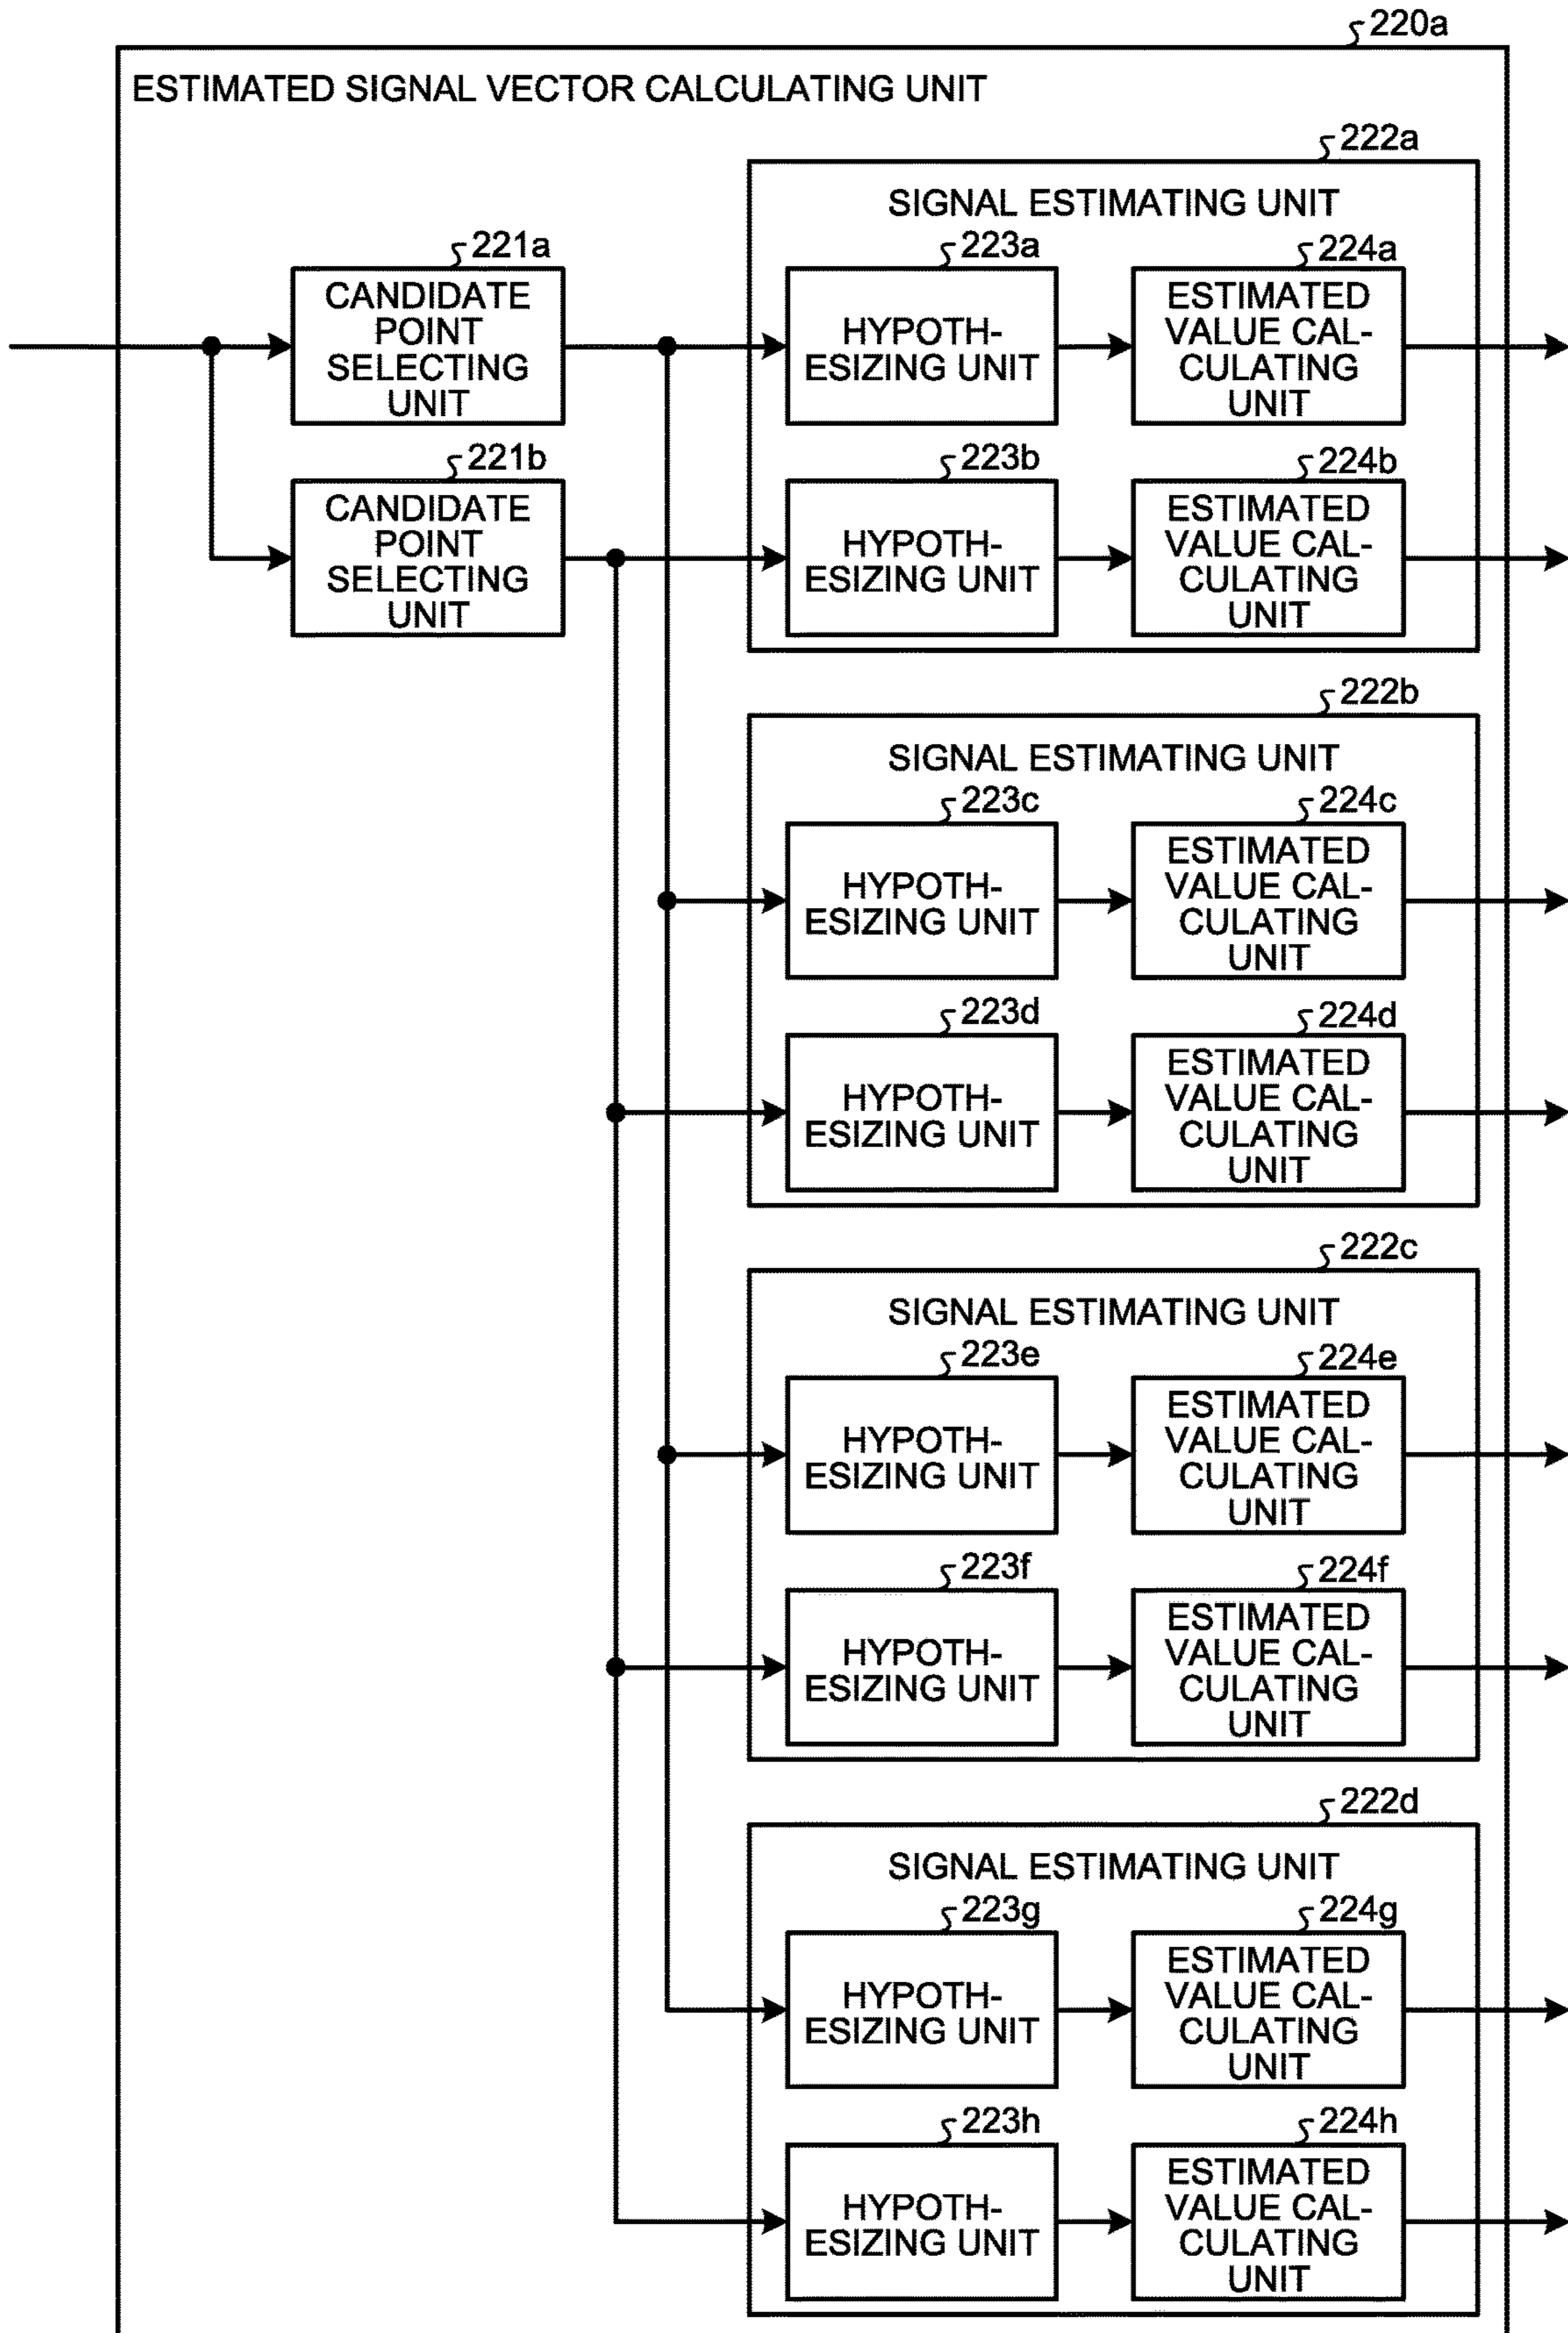 220a
ESTIMATED SIGNAL VECTOR CALCULATING UNIT
222a
SIGNAL ESTIMATING UNIT
221a
CANDIDATE
POINT
SELECTING
UNIT
223a
HYPOTH-
ESIZING UNIT
224a
ESTIMATED
VALUE CAL-
CULATING
UNIT
221b
CANDIDATE
POINT
SELECTING
UNIT
223b
HYPOTH-
ESIZING UNIT
224b
ESTIMATED
VALUE CAL-
CULATING
UNIT
222b
SIGNAL ESTIMATING UNIT
223c
HYPOTH-
ESIZING UNIT
224c
ESTIMATED
VALUE CAL-
CULATING
UNIT
223d
HYPOTH-
ESIZING UNIT
224d
ESTIMATED
VALUE CAL-
CULATING
UNIT
222c
SIGNAL ESTIMATING UNIT
223e
HYPOTH-
ESIZING UNIT
224e
ESTIMATED
VALUE CAL-
CULATING
UNIT
223f
HYPOTH-
ESIZING UNIT
224f
ESTIMATED
VALUE CAL-
CULATING
UNIT
222d
SIGNAL ESTIMATING UNIT
223g
HYPOTH-
ESIZING UNIT
224g
ESTIMATED
VALUE CAL-
CULATING
UNIT
223h
HYPOTH-
ESIZING UNIT
224h
ESTIMATED
VALUE CAL-
CULATING
UNIT